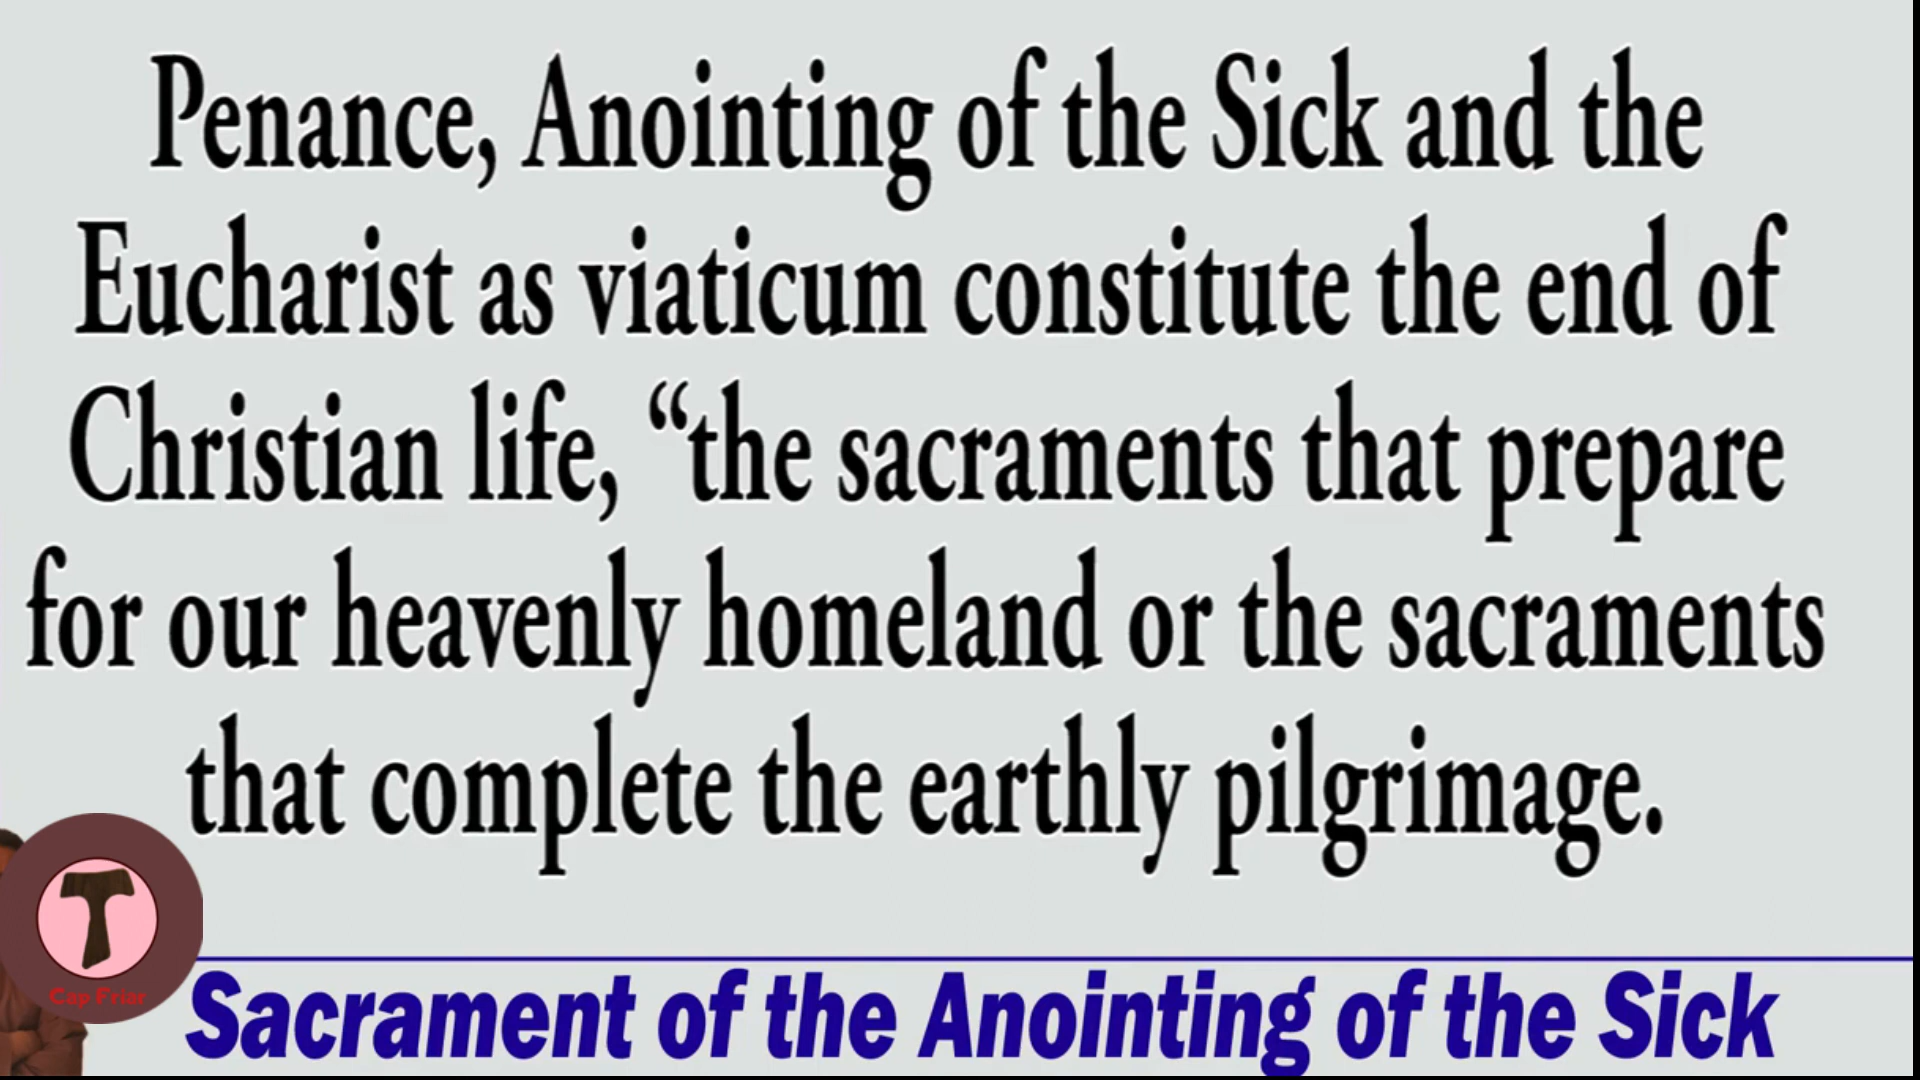 Penance, Anointing of the Sick and the
Eucharist as viaticum constitute the end of
Christian life, “the sacraments that prepare
for our heavenly homeland or the sacraments
that complete the earthly pilgrimage.
Cap Friar
Sacrament of the Anointing of the Sick